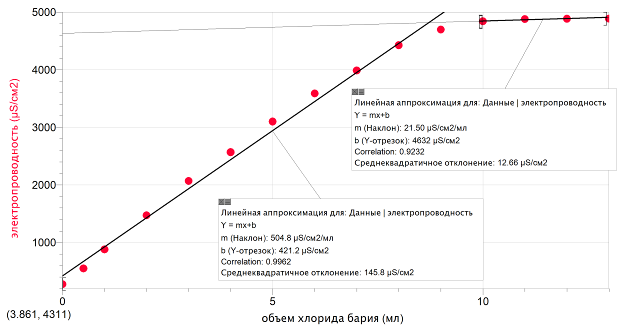 5000
4000
3000
2000
1000
электропроводность (µS/см2)
Линейная аппроксимация для: Данные | электропроводность
Y = mx+b
m (Наклон): 21.50 µS/см2/мл
b (Y-отрезок): 4632 µS/см2
Correlation: 0.9232
Среднеквадратичное отклонение: 12.66 µS/см2
Линейная аппроксимация для: Данные | электропроводность
Y = mx+b
m (Наклон): 504.8 µS/см2/мл
b (Y-отрезок): 421.2 µS/см2
Correlation: 0.9962
Среднеквадратичное отклонение: 145.8 µS/см2
0
5
10
(3.861, 4311)
объем хлорида бария (мл)